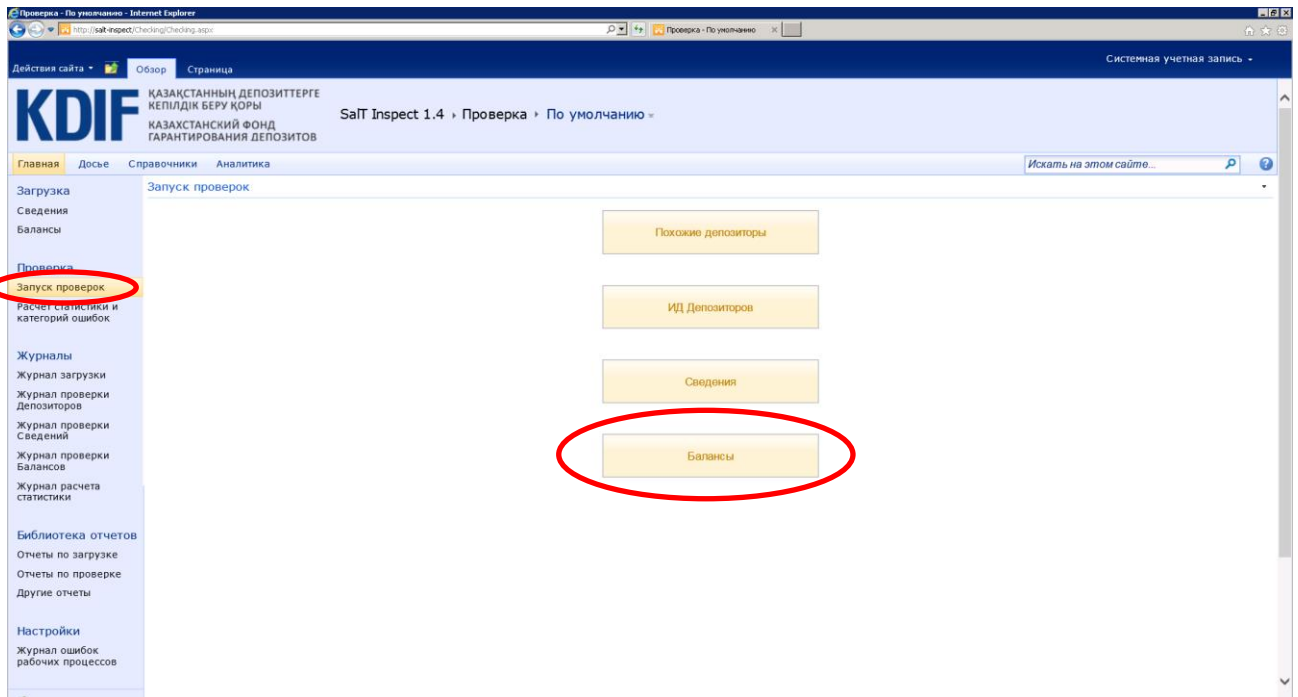 Проверка - По умолчанию - Internet Explorer
http://salt-inspect/Checking/Checking.aspx
Проверка - По умолчанию
Действия сайта
Обзор
Страница
Системная учетная запись
KDIF
ҚАЗАҚСТАННЫҢ ДЕПОЗИТТЕРГЕ
КЕПІЛДІК БЕРУ ҚОРЫ
КАЗАХСТАНСКИЙ ФОНД
ГАРАНТИРОВАНИЯ ДЕПОЗИТОВ
SalT Inspect 1.4 Проверка По умолчанию
Главная Досье Справочники Аналитика
Искать на этом сайте...
Загрузка
Сведения
Балансы
Проверка
Запуск проверок
Расчет статистики и
категорий ошибок
Журналы
Журнал загрузки
Журнал проверки
Депозиторов
Журнал проверки
Сведений
Журнал проверки
Балансов
Журнал расчета
статистики
Библиотека отчетов
Отчеты по загрузке
Отчеты по проверке
Другие отчеты
Настройки
Журнал ошибок
рабочих процессов
Запуск проверок
Похожие депозиторы
ИД Депозиторов
Сведения
Балансы